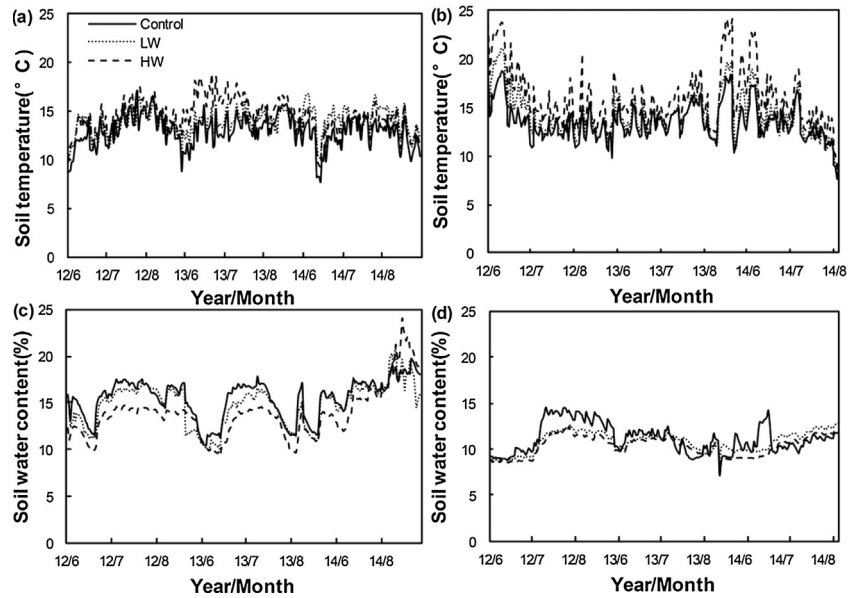 (a)
Control
LW
HW
Soil temperature(° C)
25
20
15
10
5
0
12/6 12/7 12/8 13/6 13/7 13/8 14/6 14/7 14/8
Year/Month
(b)
Soil temperature(° C)
25
20
15
10
5
0
12/6 12/7 12/8 13/6 13/7 13/8 14/6 14/8
Year/Month
(c)
Soil water content(%)
25
20
15
10
5
0
12/6 12/7 12/8 13/6 13/7 13/8 14/6 14/8
Year/Month
(d)
Soil water content(%)
25
20
15
10
5
0
12/6 12/7 12/8 13/6 13/7 13/8 14/6 14/7 14/8
Year/Month